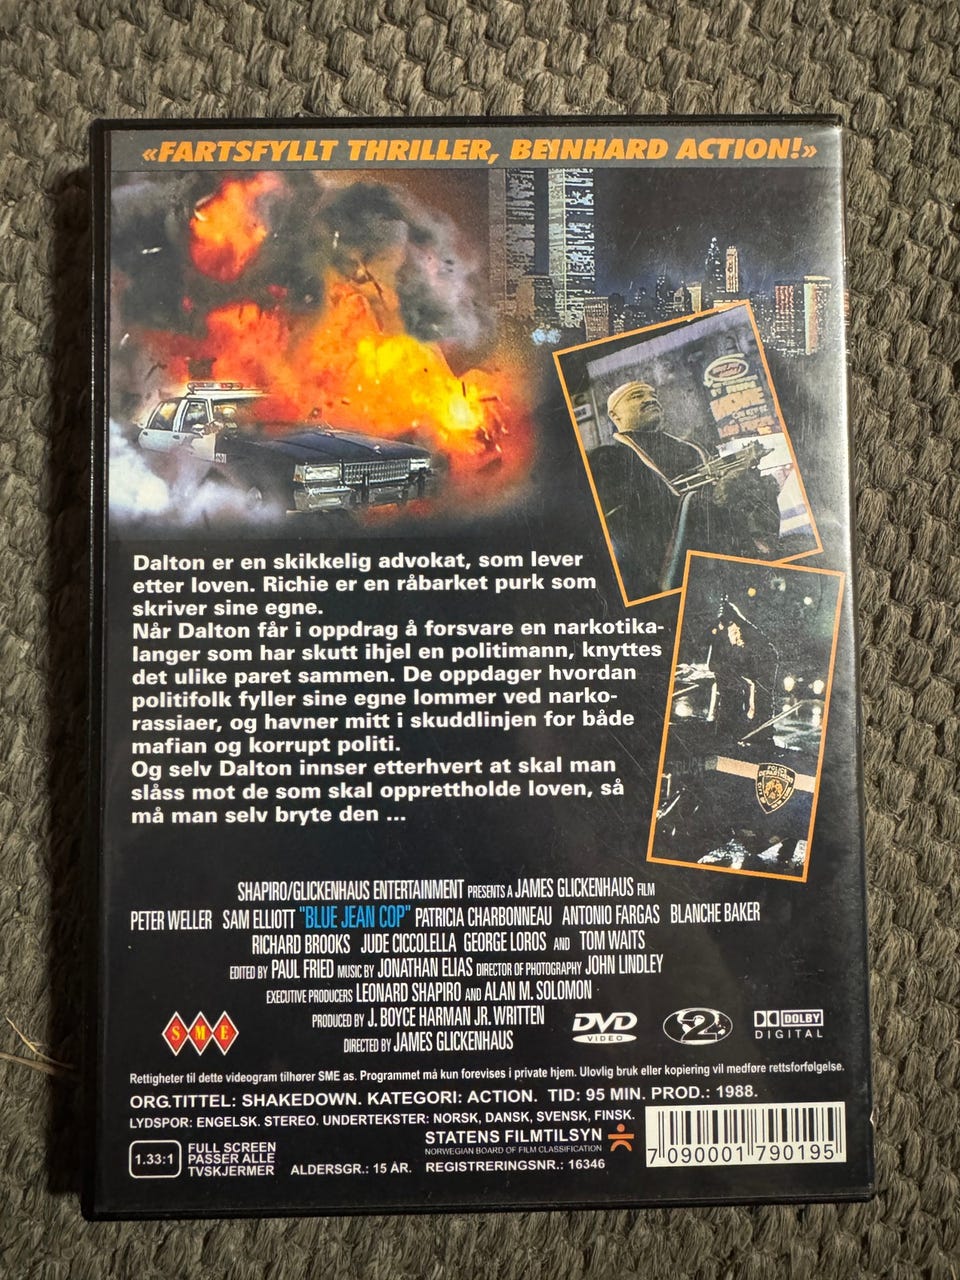 «FARTSFYLLT THRILLER, BEINHARD ACTION!»
Dalton er en skikkelig advokat, som lever
etter loven. Richie er en råbarket purk som
skriver sine egne.
Når Dalton får i oppdrag å forsvare en narkotika-
langer som har skutt ihjel en politimann, knyttes
det ulike paret sammen. De oppdager hvordan
politifolk fyller sine egne lommer ved narko-
rassiaer, og havner mitt i skuddlinjen for både
mafian og korrupt politi.
Og selv Dalton innser etterhvert at skal man
slåss mot de som skal opprettholde loven, så
må man selv bryte den ...
POLICE
DEPARTMENT
SHAPIRO/GLICKENHAUS ENTERTAINMENT PRESENTS A JAMES GLICKENHAUS FILM
PETER WELLER SAM ELLIOTT "BLUE JEAN COP" PATRICIA CHARBONNEAU ANTONIO FARGAS BLANCHE BAKER
RICHARD BROOKS JUDE CICCOLELLA GEORGE LOROS AND TOM WAITS
EDITED BY PAUL FRIED MUSIC BY JONATHAN ELIAS DIRECTOR OF PHOTOGRAPHY JOHN LINDLEY
EXECUTIVE PRODUCERS LEONARD SHAPIRO AND ALAN M. SOLOMON
PRODUCED BY J. BOYCE HARMAN JR. WRITTEN
DIRECTED BY JAMES GLICKENHAUS
SME
DVD
VIDEO
2
DOLBY
DIGITAL
Rettigheter til dette videogram tilhører SME as. Programmet må kun forevises i private hjem. Ulovlig bruk eller kopiering vil medføre rettsforfølgelse.
ORG.TITTEL: SHAKEDOWN. KATEGORI: ACTION. TID: 95 MIN. PROD.: 1988.
LYDSPOR: ENGELSK. STEREO. UNDERTEKSTER: NORSK, DANSK, SVENSK, FINSK.
1.33:1
FULL SCREEN
PASSER ALLE
TVSKJERMER
STATENS FILMTILSYN
NORWEGIAN BOARD OF FILM CLASSIFICATION
ALDERSGR.: 15 ÅR. REGISTRERINGSNR.: 16346
7 090001 790195